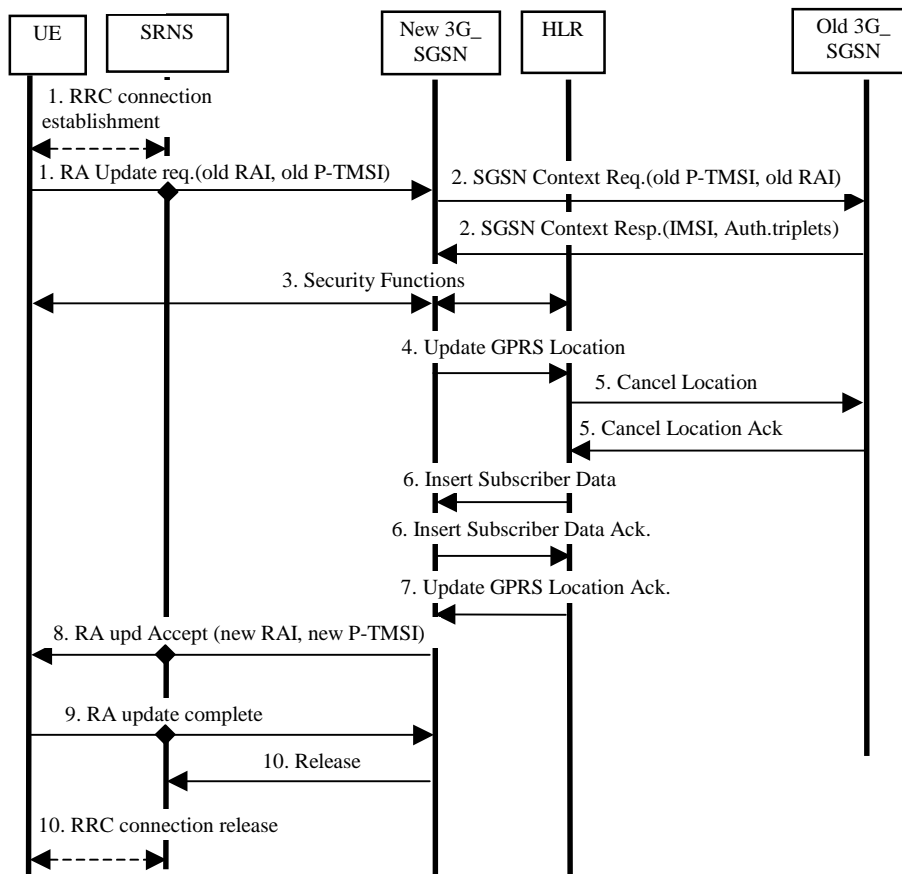 UE
SRNS
New 3G_
SGSN
HLR
Old 3G_
SGSN
1. RRC connection
establishment
1. RA Update req.(old RAI, old P-TMSI)
2. SGSN Context Req.(old P-TMSI, old RAI)
2. SGSN Context Resp.(IMSI, Auth.triplets)
3. Security Functions
4. Update GPRS Location
5. Cancel Location
5. Cancel Location Ack
6. Insert Subscriber Data
6. Insert Subscriber Data Ack.
7. Update GPRS Location Ack.
8. RA upd Accept (new RAI, new P-TMSI)
9. RA update complete
10. Release
10. RRC connection release